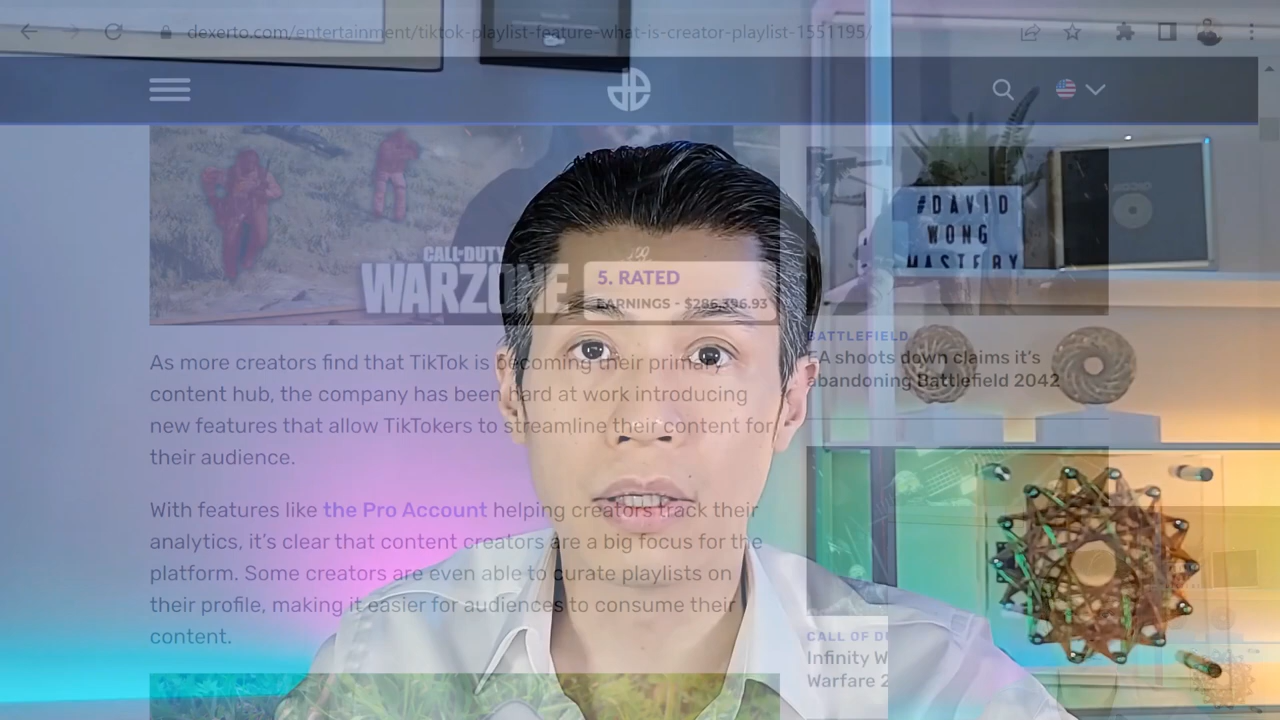 dexerto.com/entertainment/tiktok-playlist-feature-what-is-creator-playlist-1551195/
#DAVID
WONG
MASTERY
CALL OF DUTY
WARZONE
5. RATED
EARNINGS - $286,396.93
BATTLEFIELD
EA shoots down claims it's
abandoning Battlefield 2042
As more creators find that TikTok is becoming their primary
content hub, the company has been hard at work introducing
new features that allow TikTokers to streamline their content for
their audience.
With features like the Pro Account helping creators track their
analytics, it's clear that content creators are a big focus for the
platform. Some creators are even able to curate playlists on
their profile, making it easier for audiences to consume their
content.
CALL OF DU
Infinity W
Warfare 2